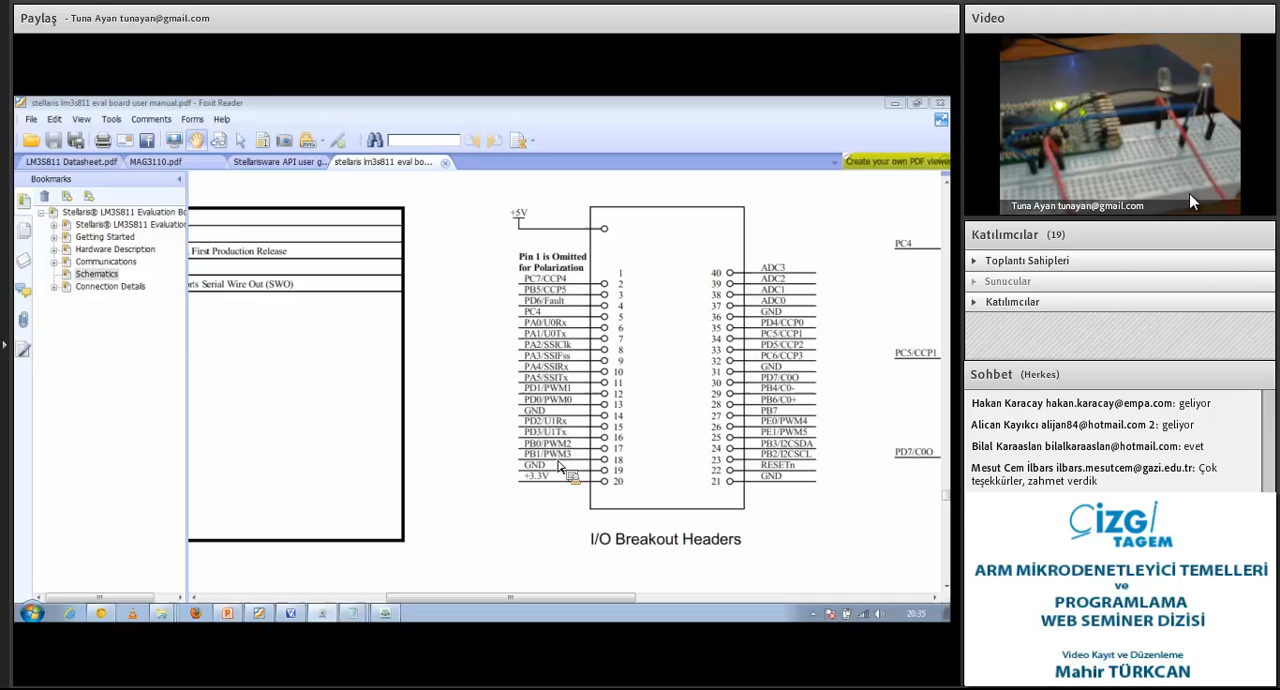 Paylaş - Tuna Ayan tunayan@gmail.com
stellaris lm3s811 eval board user manual.pdf - Foxit Reader
File Edit View Tools Comments Forms Help
LM3S811 Datasheet.pdf MAG3110.pdf Stellarisware API user g... stellaris lm3s811 eval bo... Create your own PDF viewe
Bookmarks
Stellaris® LM3S811 Evaluation Bo
Stellaris® LM3S811 Evaluation
Getting Started
Hardware Description
Communications
Schematics
Connection Details
First Production Release
rts Serial Wire Out (SWO)
+5V
Pin 1 is Omitted
for Polarization
1 40 ADC3
PC7/CCP4 2 39 ADC2
PB5/CCP5 3 38 ADC1
PD6/Fault 4 37 ADC0
PC4 5 36 GND
PA0/U0Rx 6 35 PD4/CCP0
PA1/U0Tx 7 34 PC5/CCP1
PA2/SSIClk 8 33 PD5/CCP2
PA3/SSIFss 9 32 PC6/CCP3
PA4/SSIRx 10 31 GND
PA5/SSITx 11 30 PD7/C0O
PD1/PWM1 12 29 PB4/C0-
PD0/PWM0 13 28 PB6/C0+
GND 14 27 PB7
PD2/U1Rx 15 26 PE0/PWM4
PD3/U1Tx 16 25 PE1/PWM5
PB0/PWM2 17 24 PB3/I2CSDA
PB1/PWM3 18 23 PB2/I2CSCL
GND 19 22 RESETn
+3.3V 20 21 GND
I/O Breakout Headers
PC4
PC5/CCP1
PD7/C0O
20:35
Video
Tuna Ayan tunayan@gmail.com
Katılımcılar (19)
Toplantı Sahipleri
Sunucular
Katılımcılar
Sohbet (Herkes)
Hakan Karacay hakan.karacay@empa.com: geliyor
Alican Kayıkcı alijan84@hotmail.com 2: geliyor
Bilal Karaaslan bilalkaraaslan@hotmail.com: evet
Mesut Cem İlbars ilbars.mesutcem@gazi.edu.tr: Çok
teşekkürler, zahmet verdik
ÇİZGİ
TAGEM
ARM MİKRODENETLEYİCİ TEMELLERİ
ve
PROGRAMLAMA
WEB SEMİNER DİZİSİ
Video Kayıt ve Düzenleme
Mahir TÜRKCAN